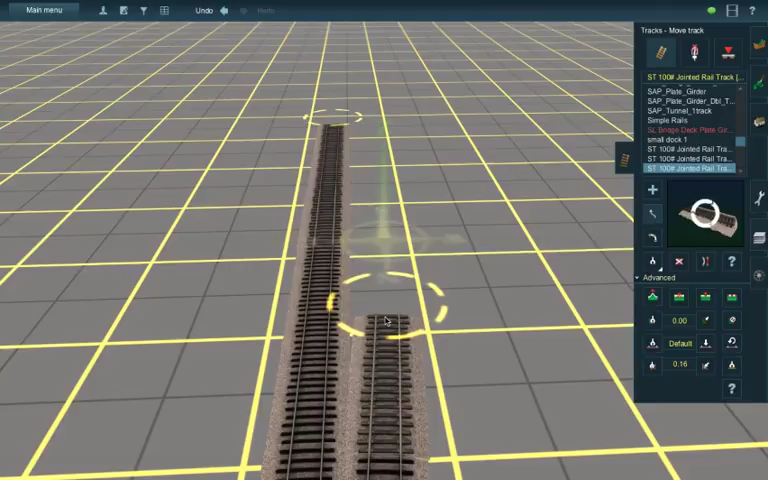 Main menu
Undo
Redo
?
Tracks - Move track
ST 100# Jointed Rail Track [...
SAP_Plate_Girder
SAP_Plate_Girder_Dbl_T...
SAP_Tunnel_1track
Simple Rails
SL Bridge Deck Plate Gir...
small dock 1
ST 100# Jointed Rail Tra...
ST 100# Jointed Rail Tra...
ST 100# Jointed Rail Tra...
?
Advanced
0.00
Default
0.16
?